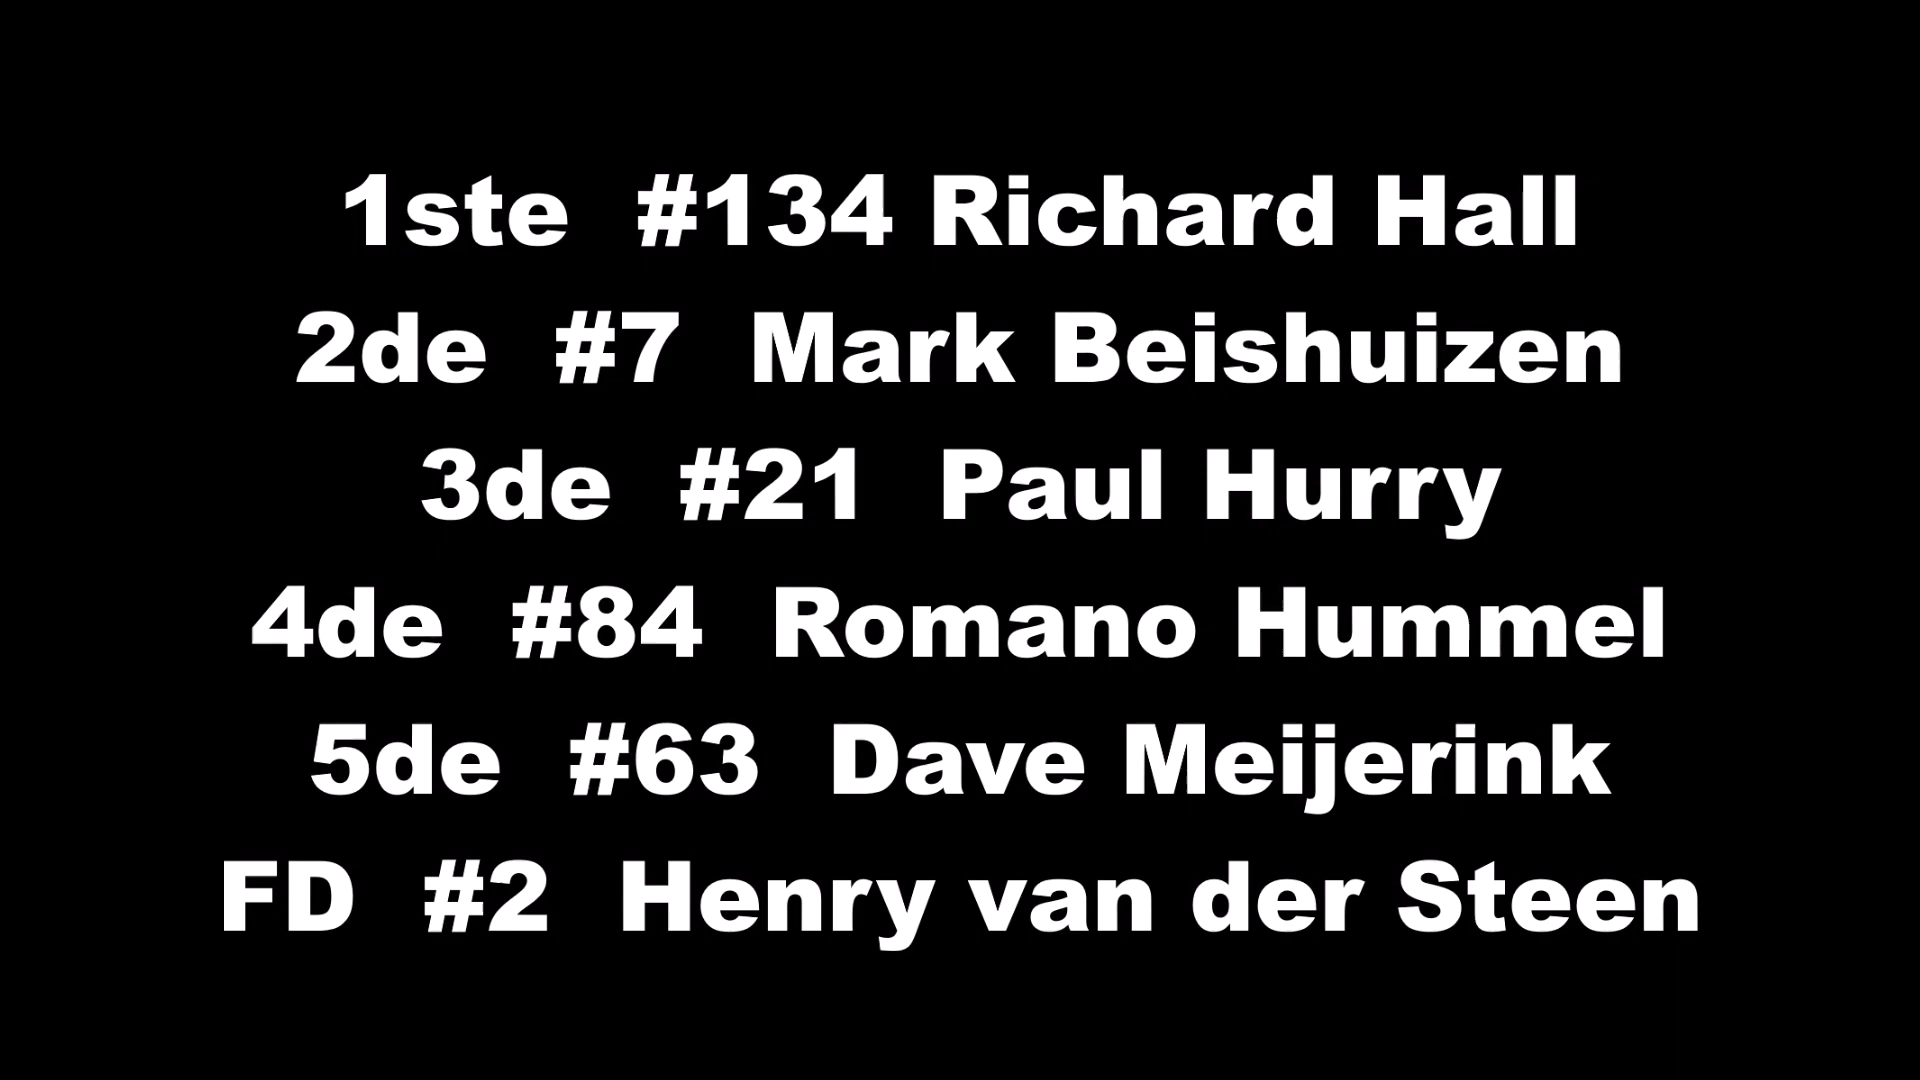 1ste #134 Richard Hall
2de #7 Mark Beishuizen
3de #21 Paul Hurry
4de #84 Romano Hummel
5de #63 Dave Meijerink
FD #2 Henry van der Steen